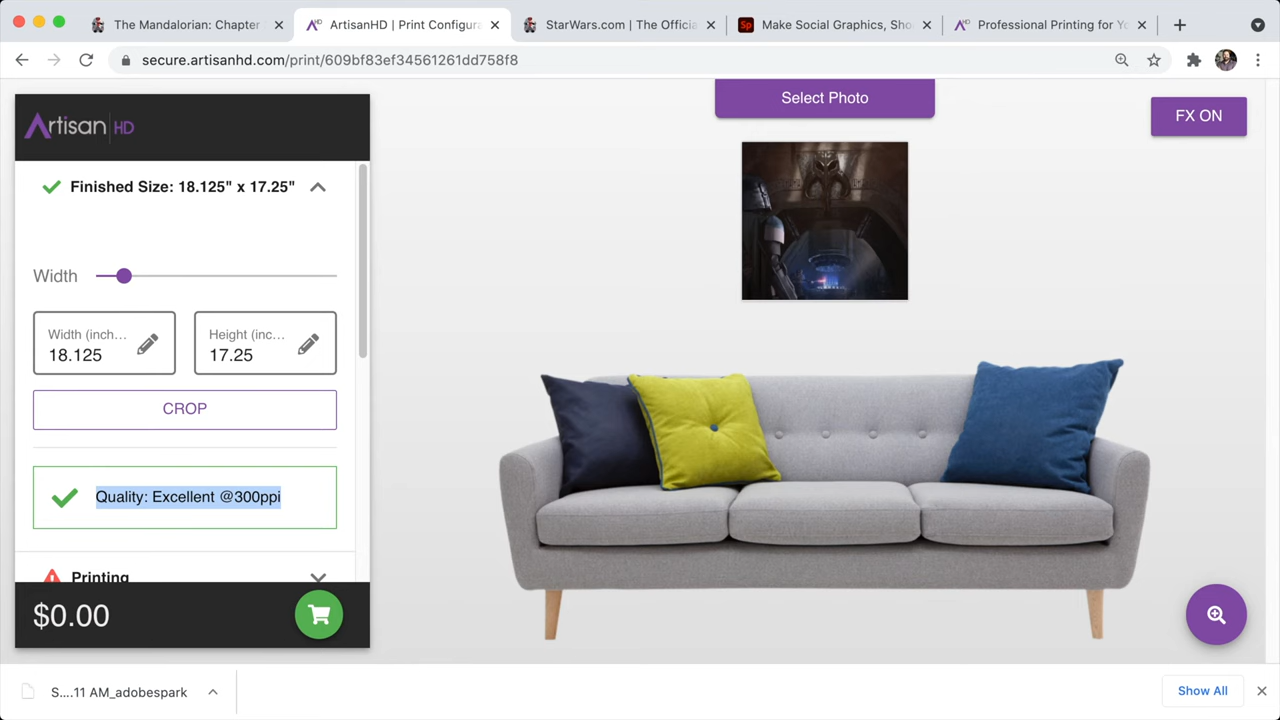 The Mandalorian: Chapter
ArtisanHD | Print Configura
StarWars.com | The Officia
Make Social Graphics, Sho
Professional Printing for Yo
secure.artisanhd.com/print/609bf83ef34561261dd758f8
Artisan HD
Select Photo
FX ON
Finished Size: 18.125" x 17.25"
Width
Width (inch...
18.125
Height (inc...
17.25
CROP
Quality: Excellent @300ppi
Printing
$0.00
S....11 AM_adobespark
Show All